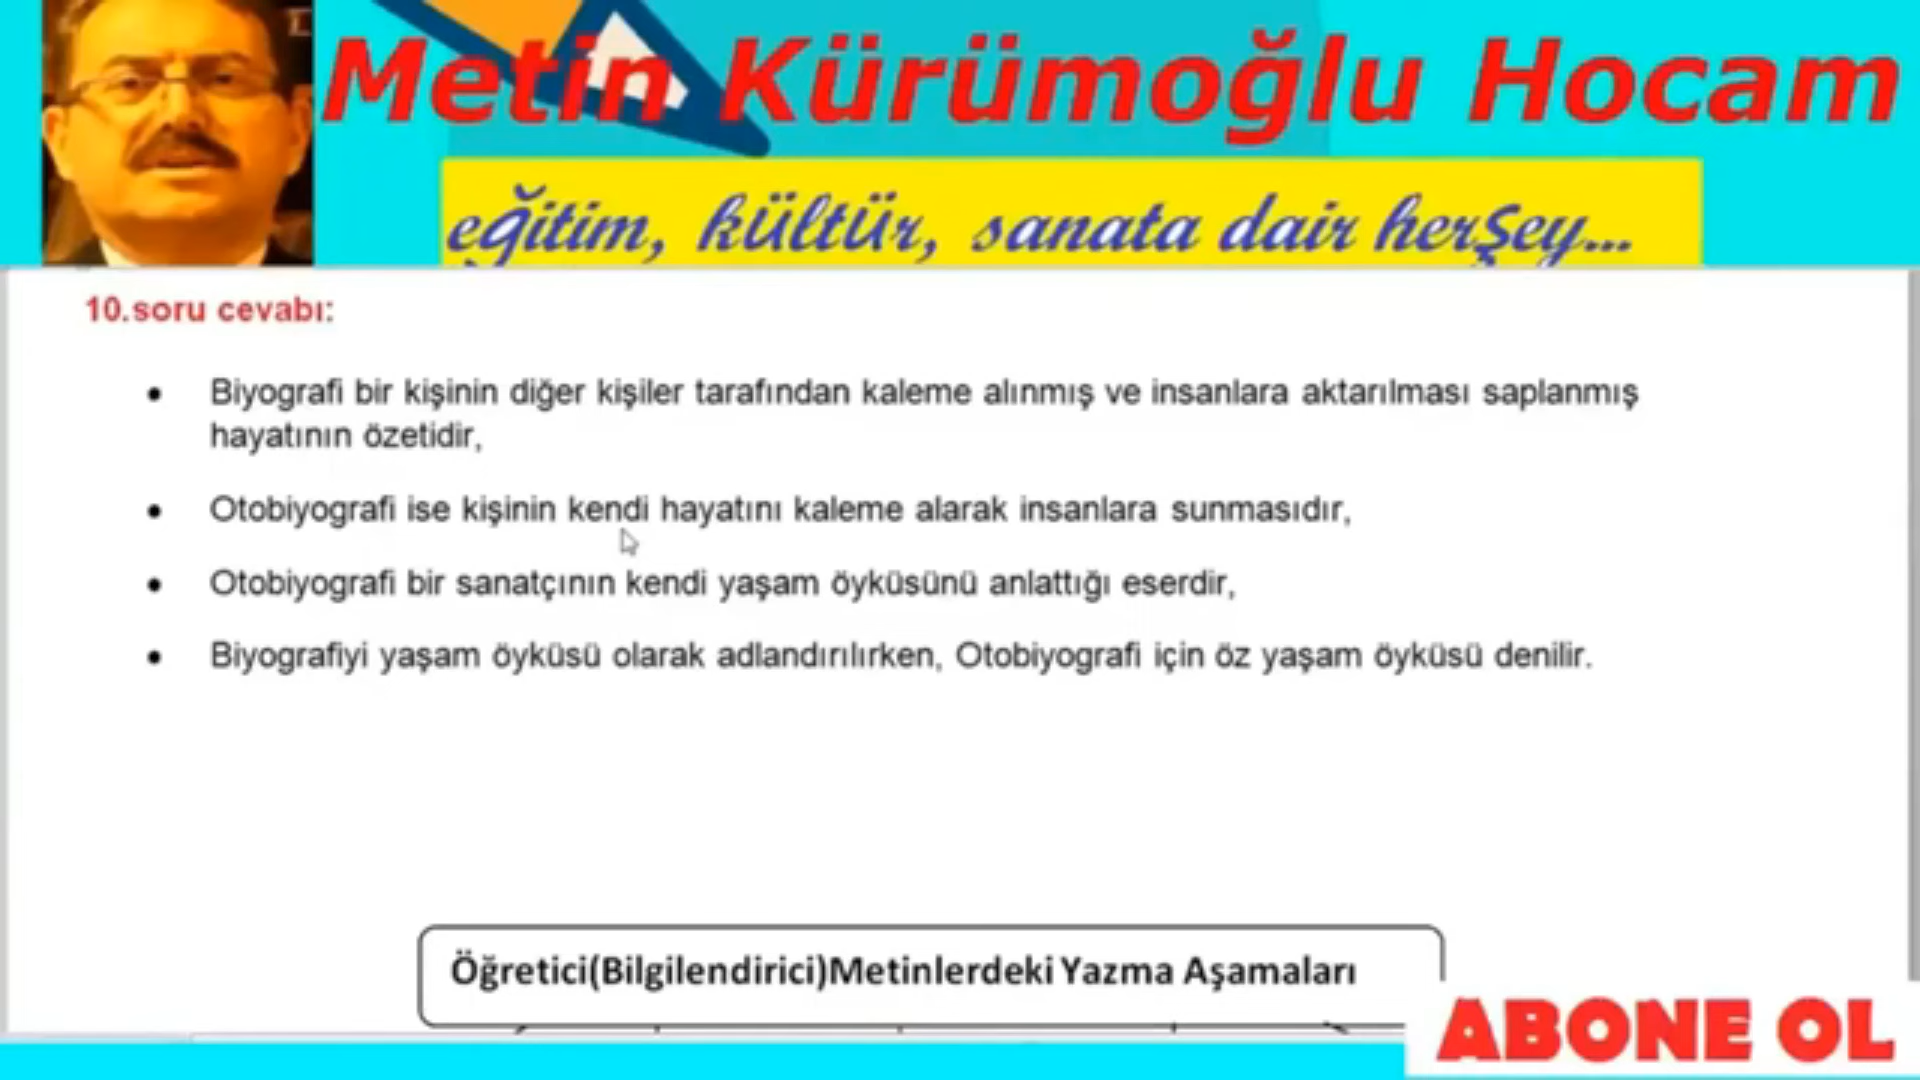 Metin Kürümoğlu Hocam
eğitim, kültür, sanata dair herşey...
10.soru cevabı:
• Biyografi bir kişinin diğer kişiler tarafından kaleme alınmış ve insanlara aktarılması saplanmış
hayatının özetidir,
• Otobiyografi ise kişinin kendi hayatını kaleme alarak insanlara sunmasıdır,
• Otobiyografi bir sanatçının kendi yaşam öyküsünü anlattığı eserdir,
• Biyografiyi yaşam öyküsü olarak adlandırılırken, Otobiyografi için öz yaşam öyküsü denilir.
Öğretici(Bilgilendirici)Metinlerdeki Yazma Aşamaları
ABONE OL